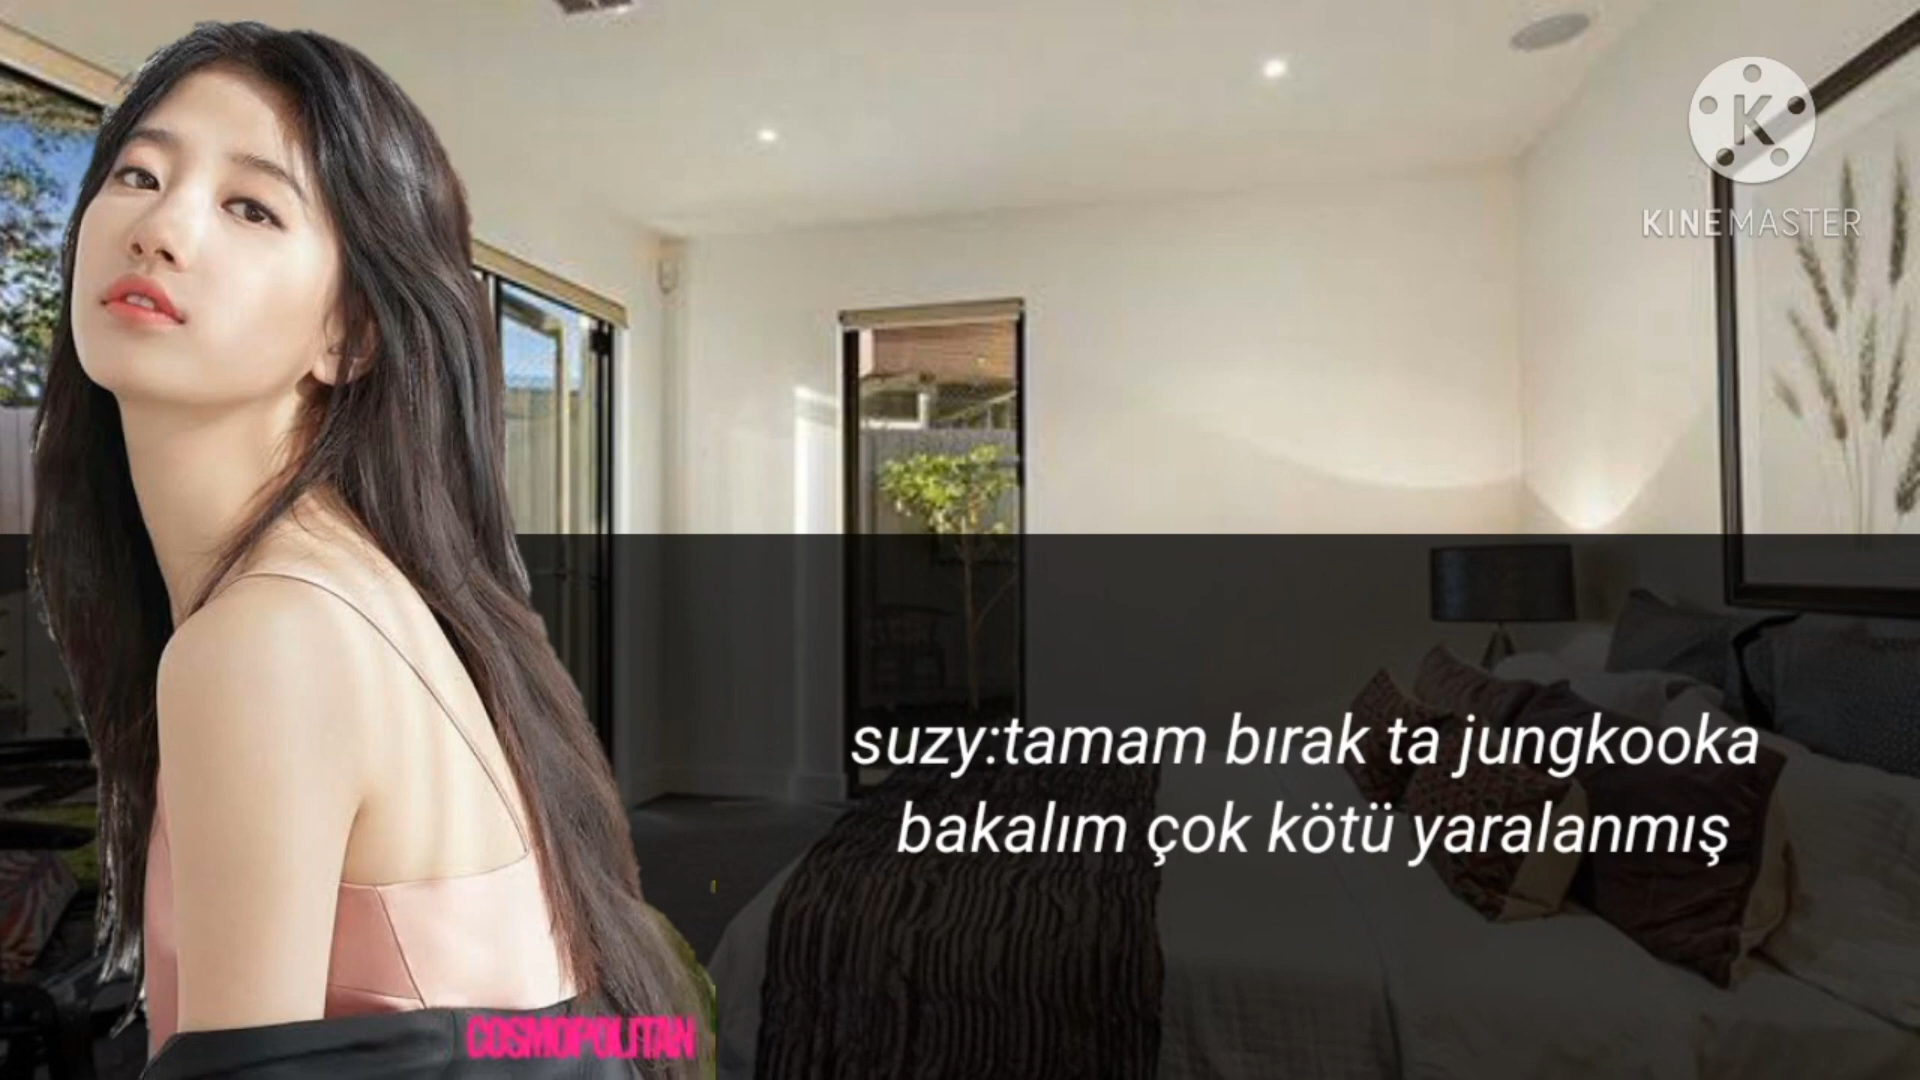 K
KINEMASTER
suzy:tamam bırak ta jungkooka
bakalım çok kötü yaralanmış
COSMOPOLITAN